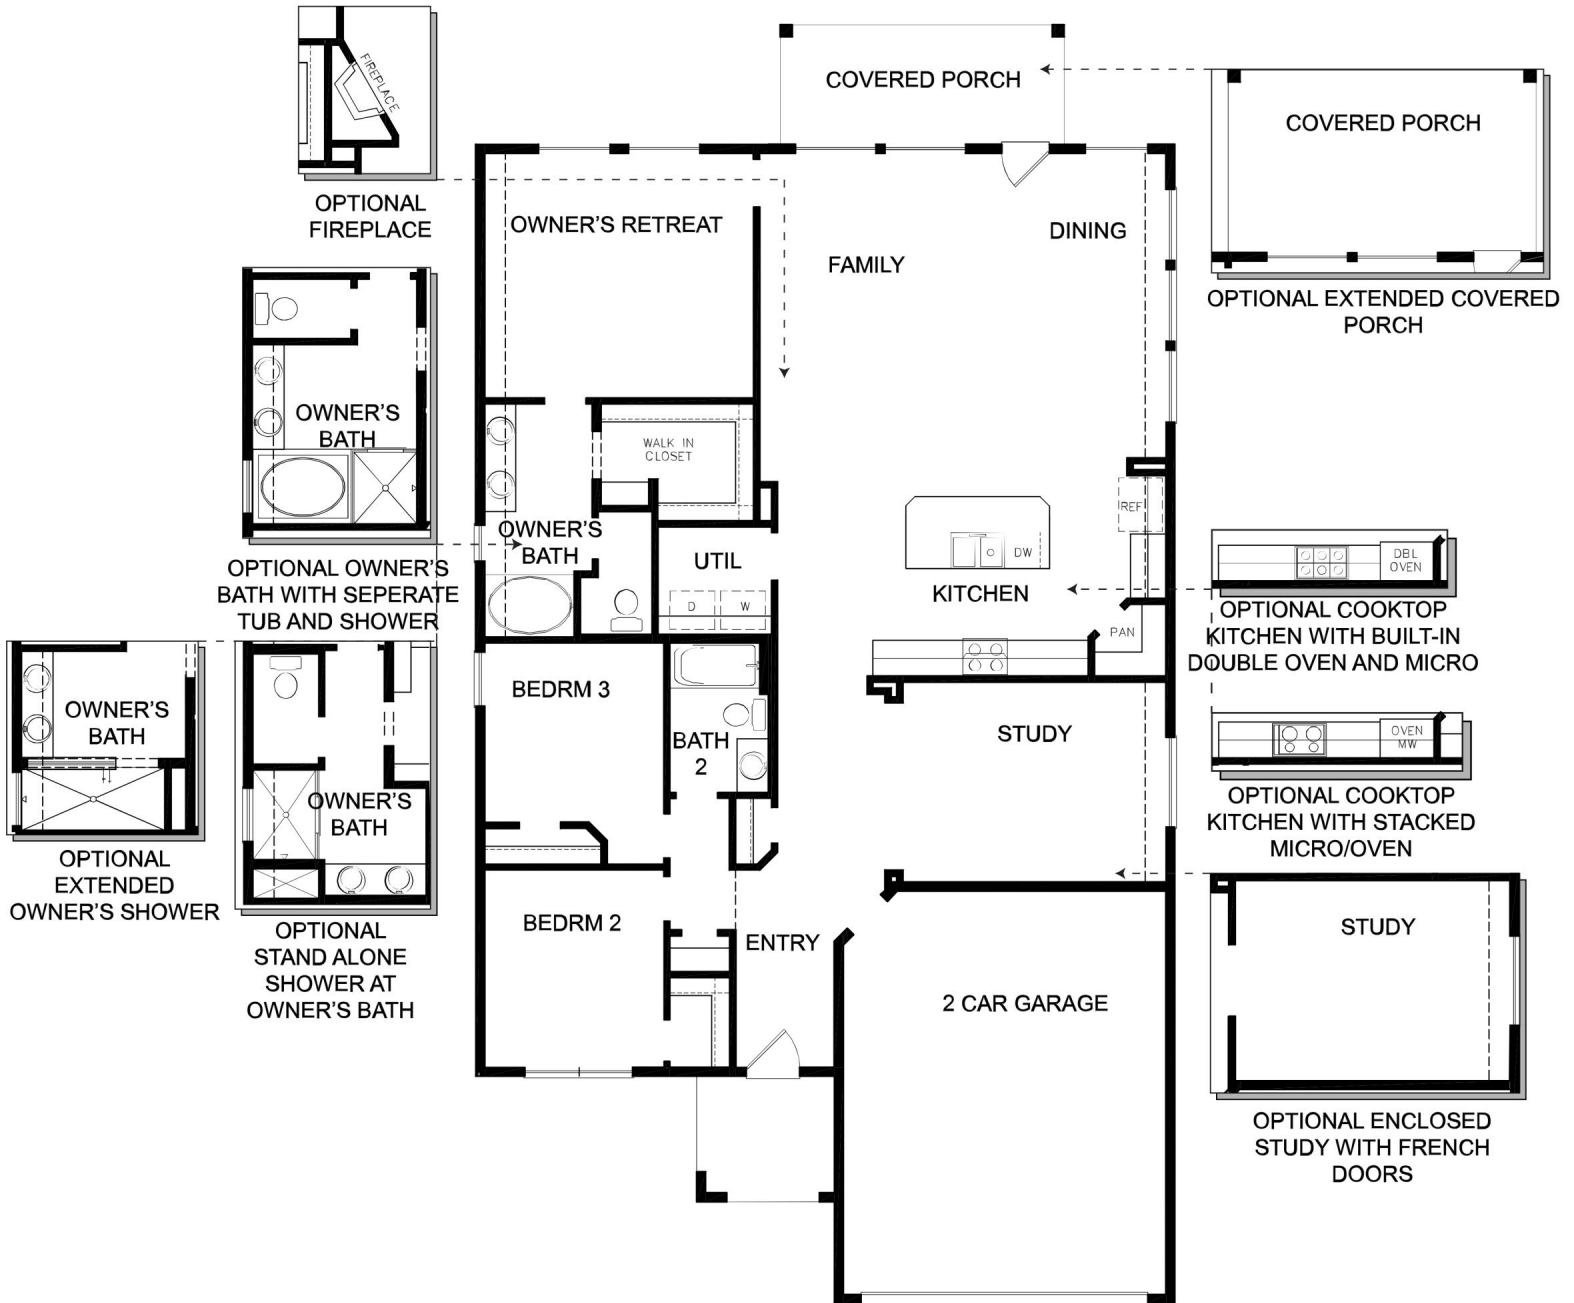 FIREPLACE
OPTIONAL
FIREPLACE
COVERED PORCH
COVERED PORCH
OPTIONAL EXTENDED COVERED
PORCH
OWNER'S RETREAT
FAMILY
DINING
OWNER'S
BATH
OPTIONAL OWNER'S
BATH WITH SEPERATE
TUB AND SHOWER
WALK IN
CLOSET
OWNER'S
BATH
UTIL
D
W
REF
DW
KITCHEN
PAN
DBL
OVEN
OPTIONAL COOKTOP
KITCHEN WITH BUILT-IN
DOUBLE OVEN AND MICRO
OWNER'S
BATH
OPTIONAL
EXTENDED
OWNER'S SHOWER
OWNER'S
BATH
OPTIONAL
STAND ALONE
SHOWER AT
OWNER'S BATH
BEDRM 3
BATH
2
STUDY
OVEN
MW
OPTIONAL COOKTOP
KITCHEN WITH STACKED
MICRO/OVEN
BEDRM 2
ENTRY
2 CAR GARAGE
STUDY
OPTIONAL ENCLOSED
STUDY WITH FRENCH
DOORS